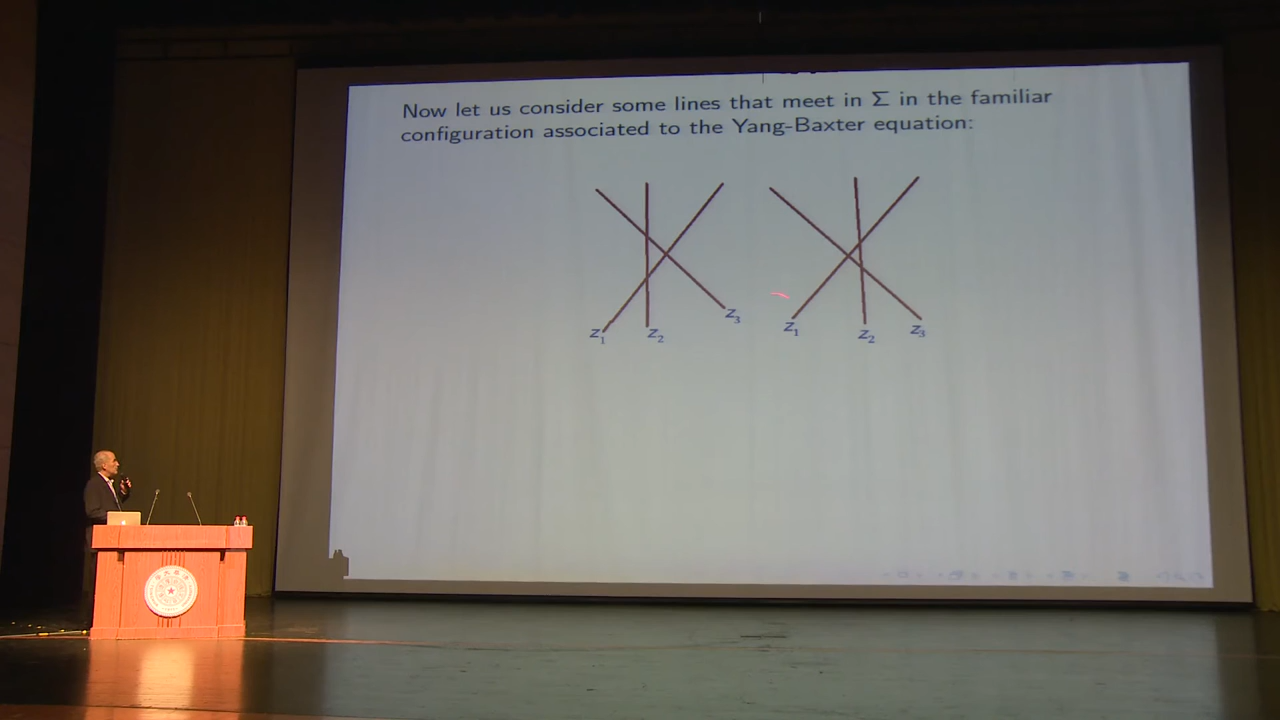 Now let us consider some lines that meet in Σ in the familiar
configuration associated to the Yang-Baxter equation:
z₁ z₂ z₃ z₁ z₂ z₃